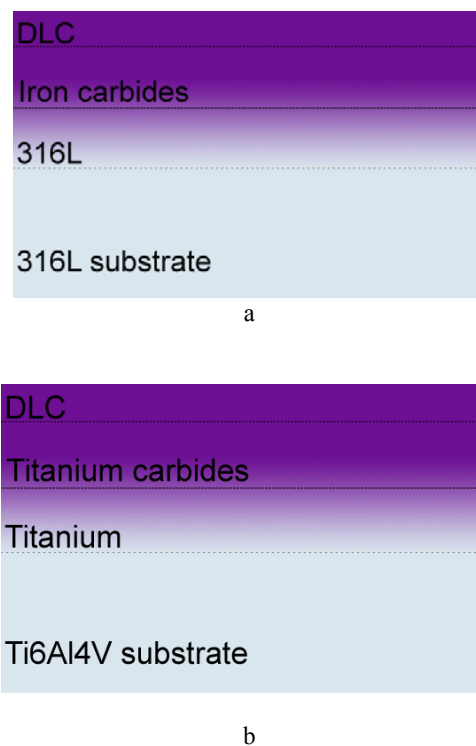 DLC
Iron carbides
316L
316L substrate
a
DLC
Titanium carbides
Titanium
Ti6Al4V substrate
b